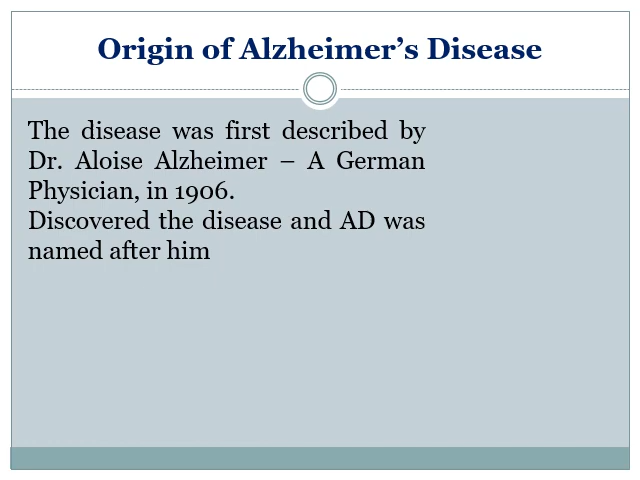 Origin of Alzheimer’s Disease
The disease was first described by
Dr. Aloise Alzheimer – A German
Physician, in 1906.
Discovered the disease and AD was
named after him